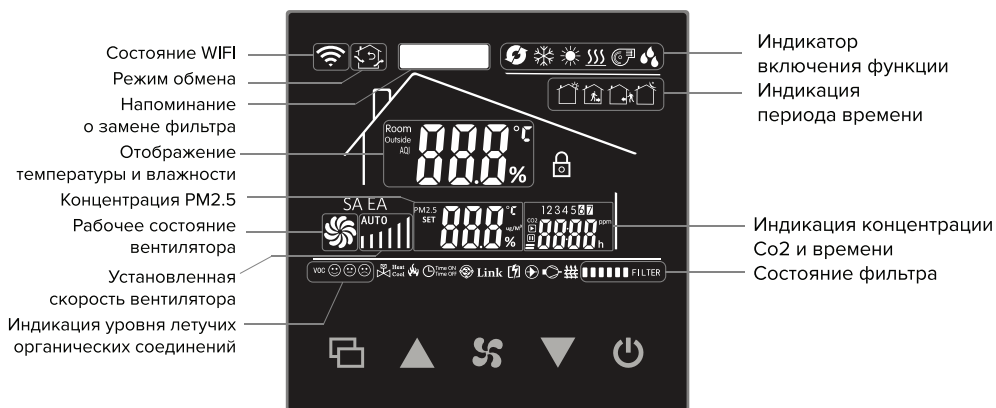 Состояние WIFI
Режим обмена
Напоминание
о замене фильтра
Отображение
температуры и влажности
Концентрация PM2.5
Рабочее состояние
вентилятора
Установленная
скорость вентилятора
Индикация уровня летучих
органических соединений
Room
Outside
AQI
888 °C
%
SA EA
AUTO
PM2.5
SET
888 °C
ug/m³
%
1234567
CO2
ppm
8888 h
VOC
Heat
Cool
Time ON
Time OFF
Link
FILTER
Индикатор
включения функции
Индикация
периода времени
Индикация концентрации
Co2 и времени
Состояние фильтра